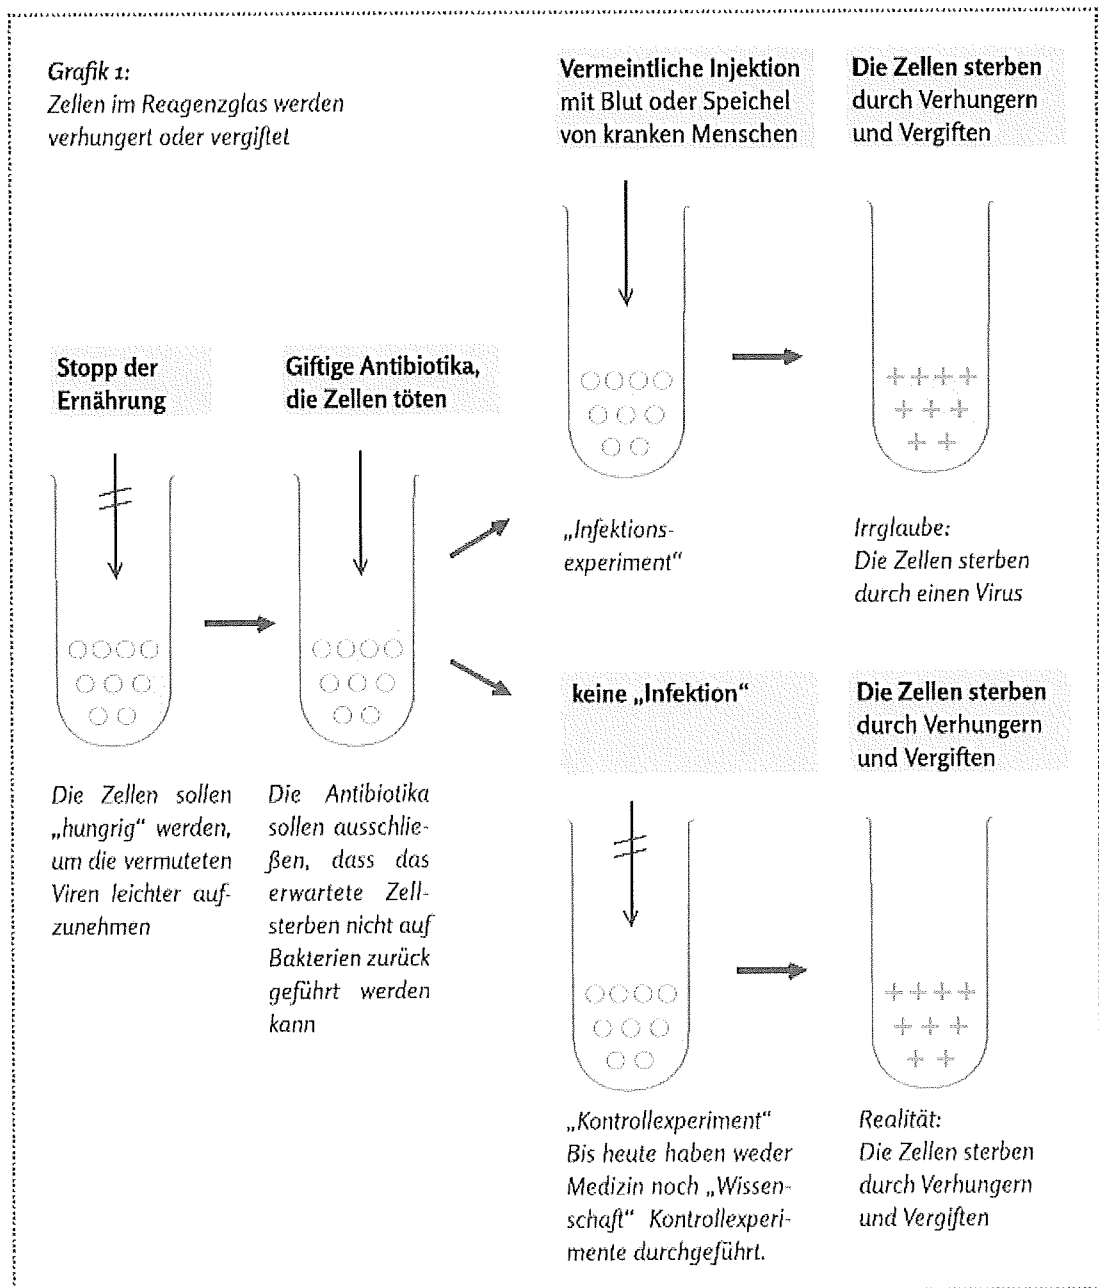 Grafik 1:
Zellen im Reagenzglas werden
verhungert oder vergiftet
Vermeintliche Injektion
mit Blut oder Speichel
von kranken Menschen
Die Zellen sterben
durch Verhungern
und Vergiften
Stopp der
Ernährung
Giftige Antibiotika,
die Zellen töten
„Infektions-
experiment“
Irrglaube:
Die Zellen sterben
durch einen Virus
keine „Infektion“
Die Zellen sterben
durch Verhungern
und Vergiften
Die Zellen sollen
„hungrig“ werden,
um die vermuteten
Viren leichter auf-
zunehmen
Die Antibiotika
sollen ausschlie-
ßen, dass das
erwartete Zell-
sterben nicht auf
Bakterien zurück
geführt werden
kann
„Kontrollexperiment“
Bis heute haben weder
Medizin noch „Wissen-
schaft“ Kontrollexperi-
mente durchgeführt.
Realität:
Die Zellen sterben
durch Verhungern
und Vergiften